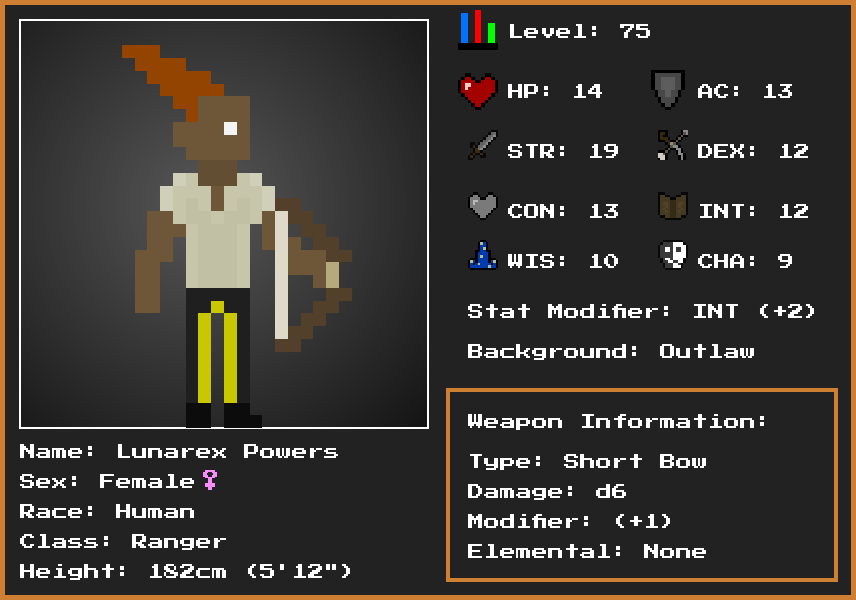 Level: 75
HP: 14 AC: 13
STR: 19 DEX: 12
CON: 13 INT: 12
WIS: 10 CHA: 9
Stat Modifier: INT (+2)
Background: Outlaw
Weapon Information:
Type: Short Bow
Damage: d6
Modifier: (+1)
Elemental: None
Name: Lunarex Powers
Sex: Female♀
Race: Human
Class: Ranger
Height: 182cm (5'12")